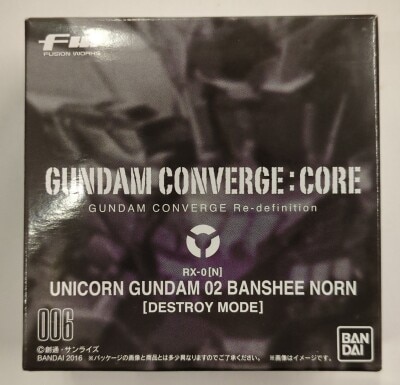 FW
FUSION WORKS
GUNDAM CONVERGE:CORE
GUNDAM CONVERGE Re-definition
RX-0[N]
UNICORN GUNDAM 02 BANSHEE NORN
[DESTROY MODE]
006
©創通・サンライズ
BANDAI 2016 ※パッケージの画像と商品とは多少異なりますのでご了承ください。 ※画像はイメージです。
BAN
DAI